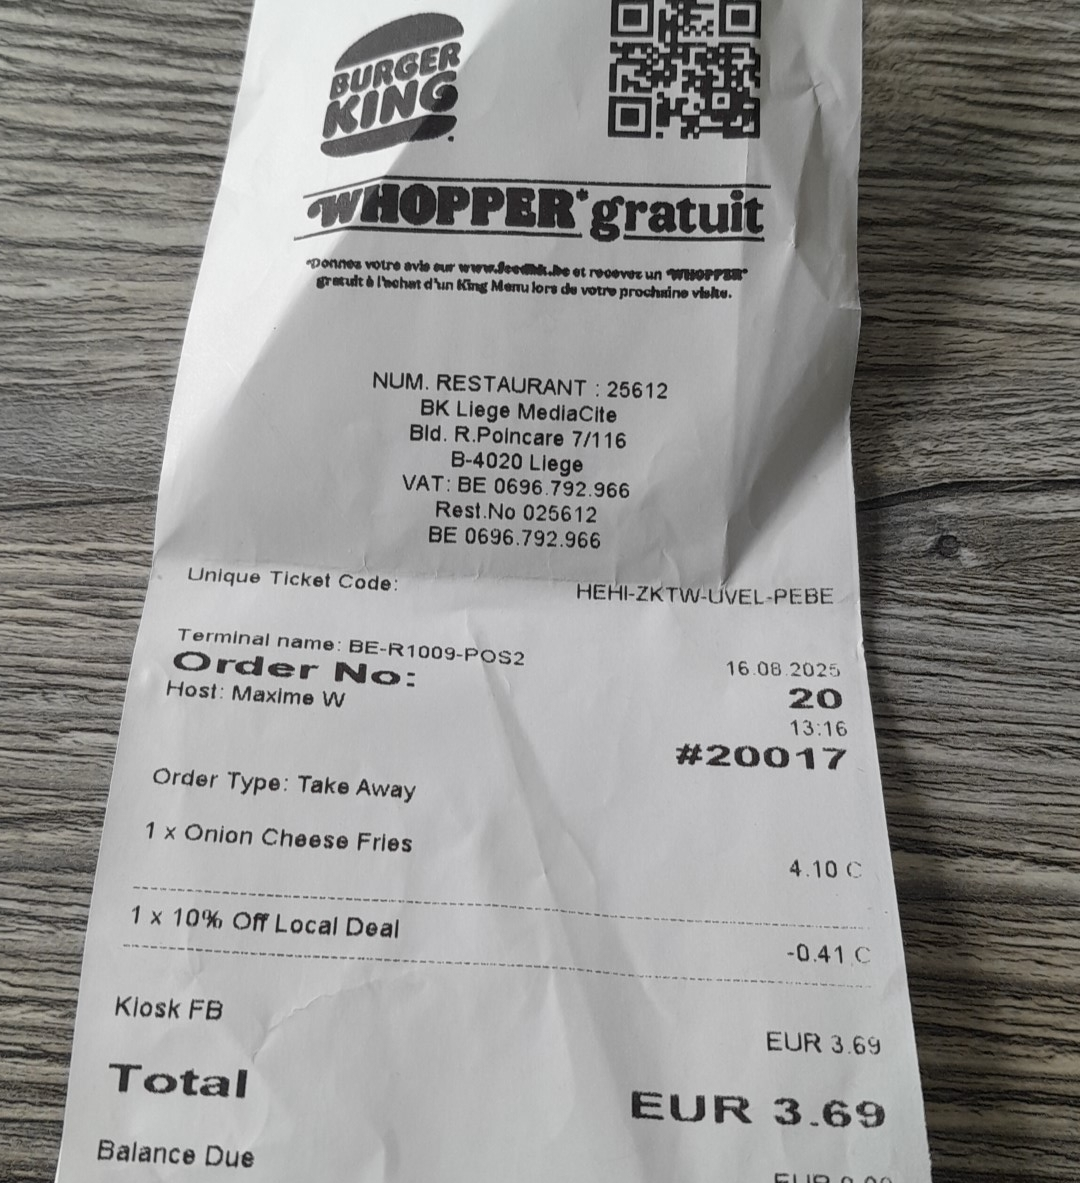 BURGER
KING
WHOPPER* gratuit
*Donnez votre avis sur www.feedbk.be et recevez un "WHOPPER"
gratuit à l'achat d'un King Menu lors de votre prochaine visite.
NUM. RESTAURANT : 25612
BK Liege MediaCite
Bld. R.Poincare 7/116
B-4020 Liege
VAT: BE 0696.792.966
Rest.No 025612
BE 0696.792.966
Unique Ticket Code: HEHI-ZKTW-UVEL-PEBE
Terminal name: BE-R1009-POS2 16.08.2025
Order No: 20
Host: Maxime W 13:16
#20017
Order Type: Take Away
1 x Onion Cheese Fries 4.10 C
1 x 10% Off Local Deal -0.41 C
Kiosk FB EUR 3.69
Total EUR 3.69
Balance Due EUR 0.00